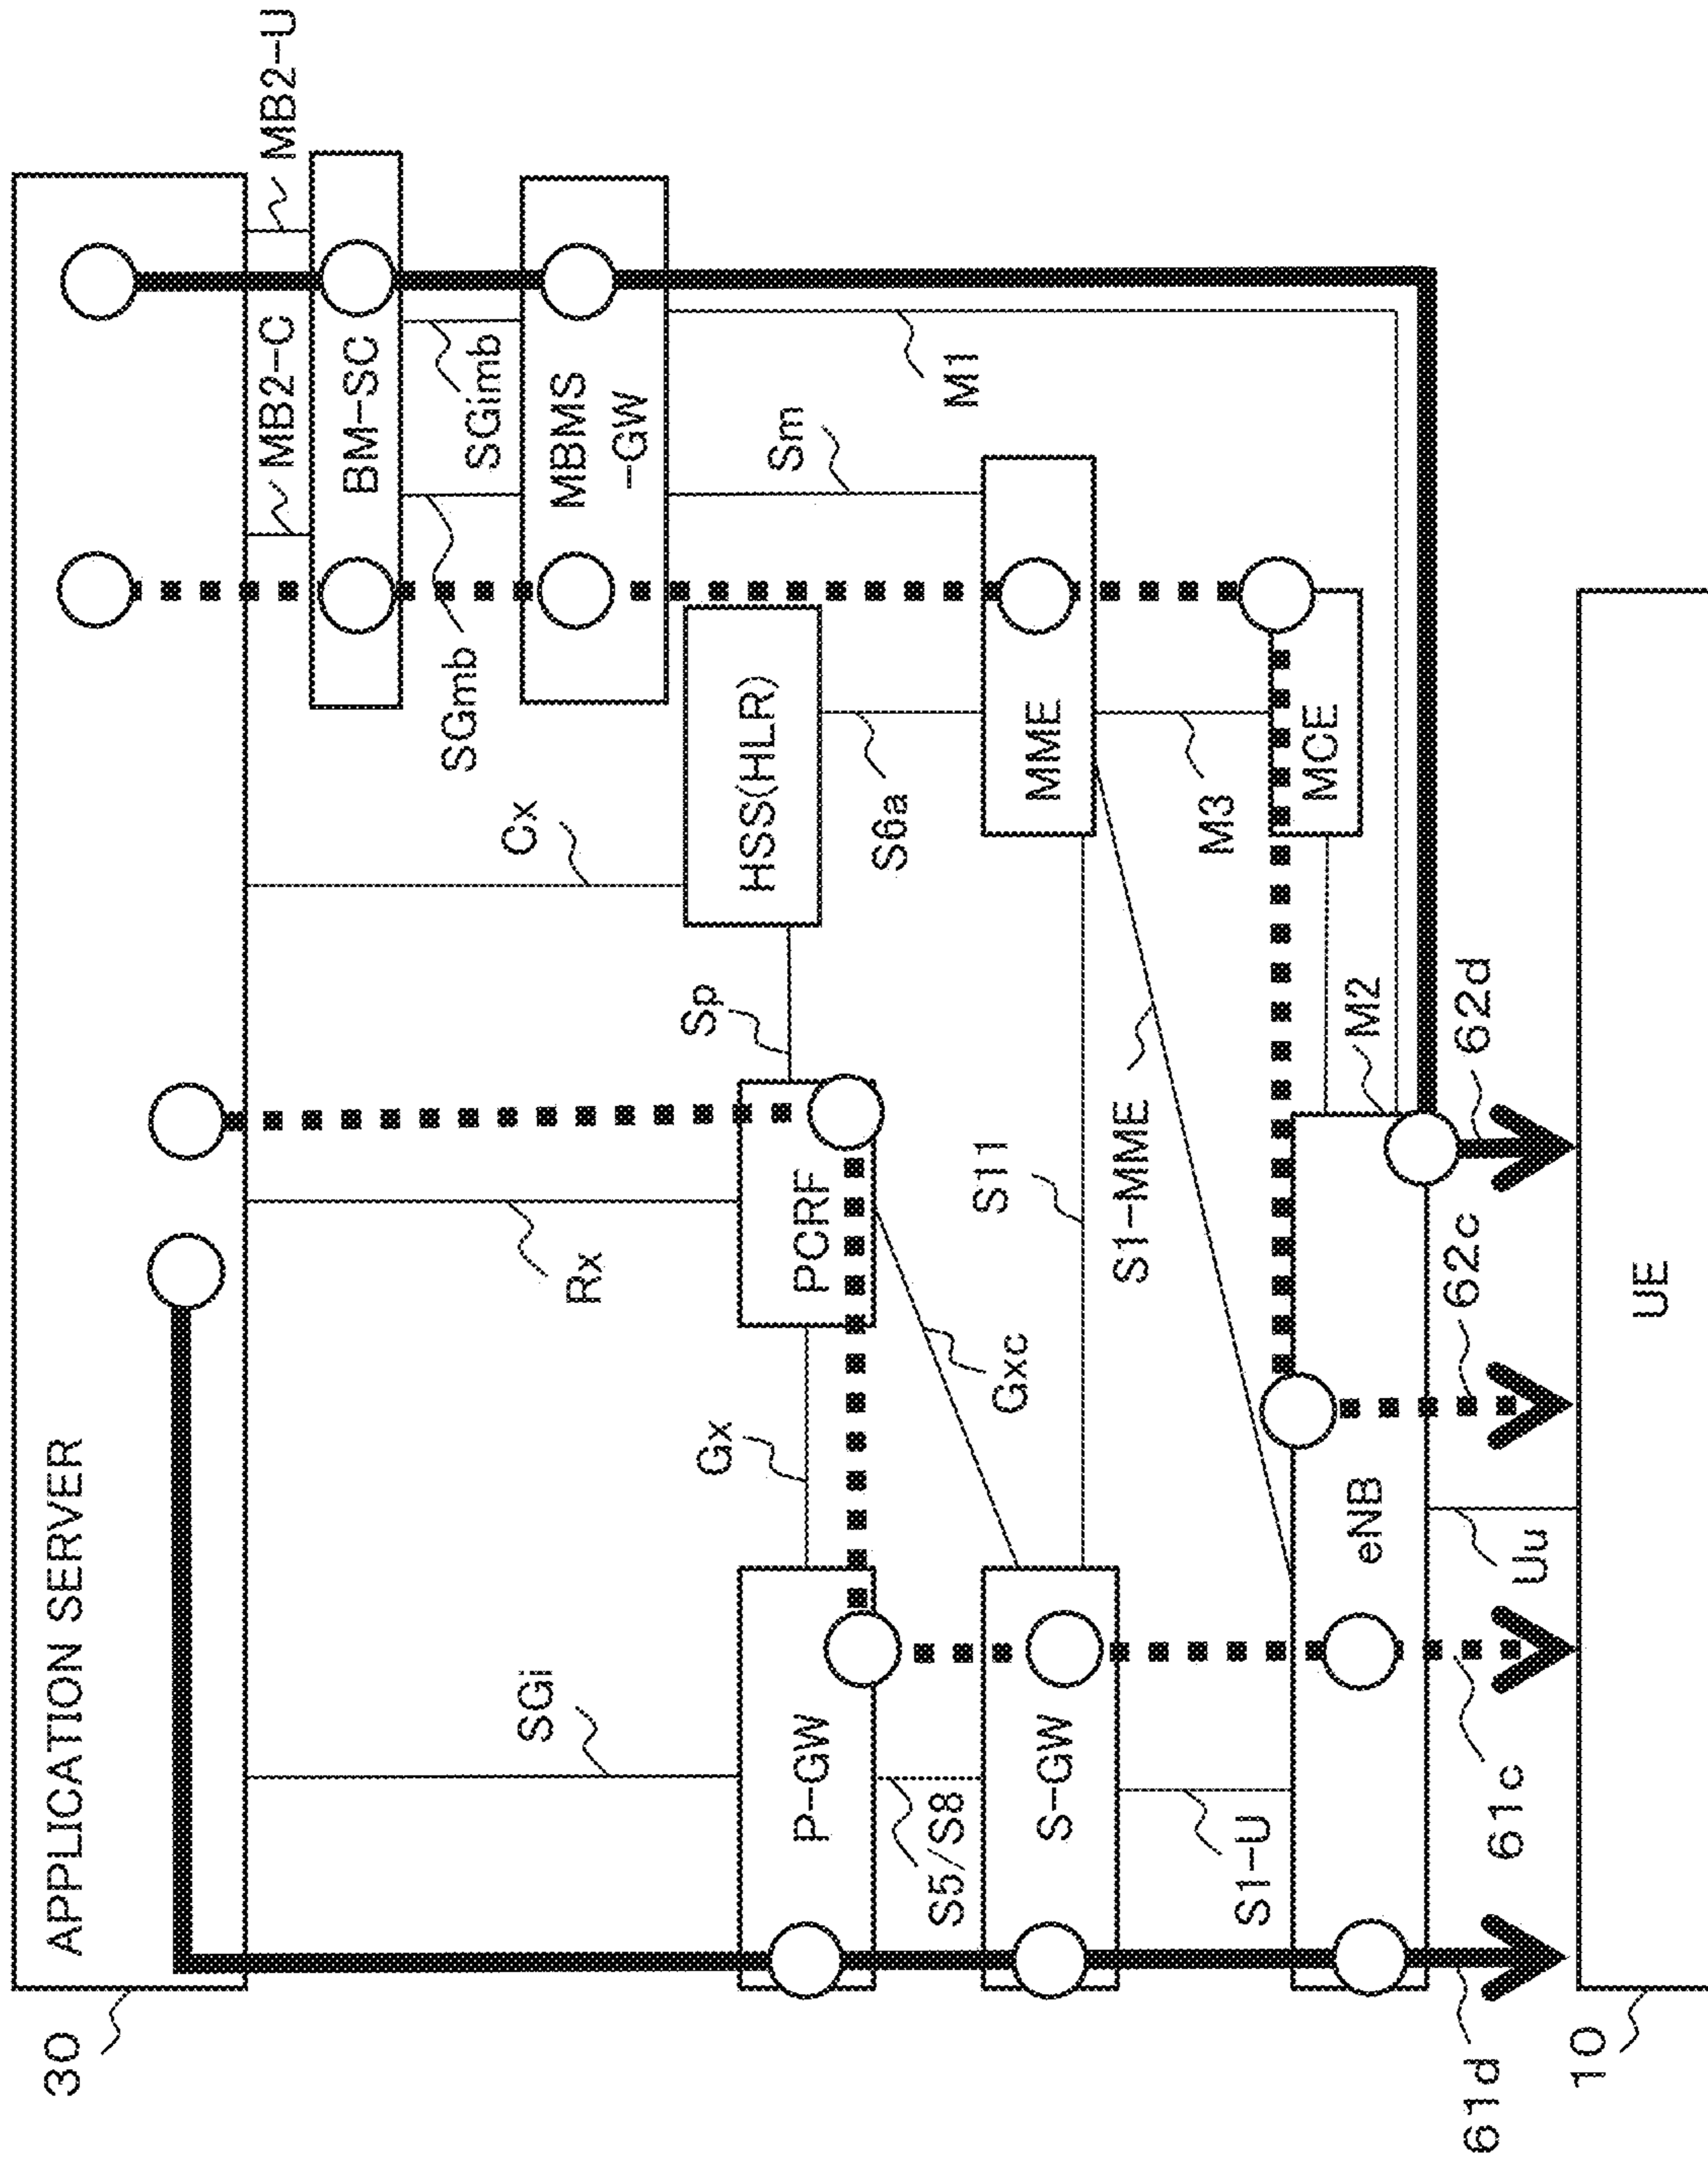 30
APPLICATION SERVER
MB2-U
MB2-C
BM-SC
SGimb
SGmb
MBMS
-GW
Cx
HSS(HLR)
Sp
Rx
SGi
Gx
PCRF
P-GW
Gxc
S6a
Sm
M1
S5/S8
S-GW
S11
MME
S1-MME
M3
MCE
S1-U
eNB
M2
Uu
61d
61c
62c
62d
10
UE